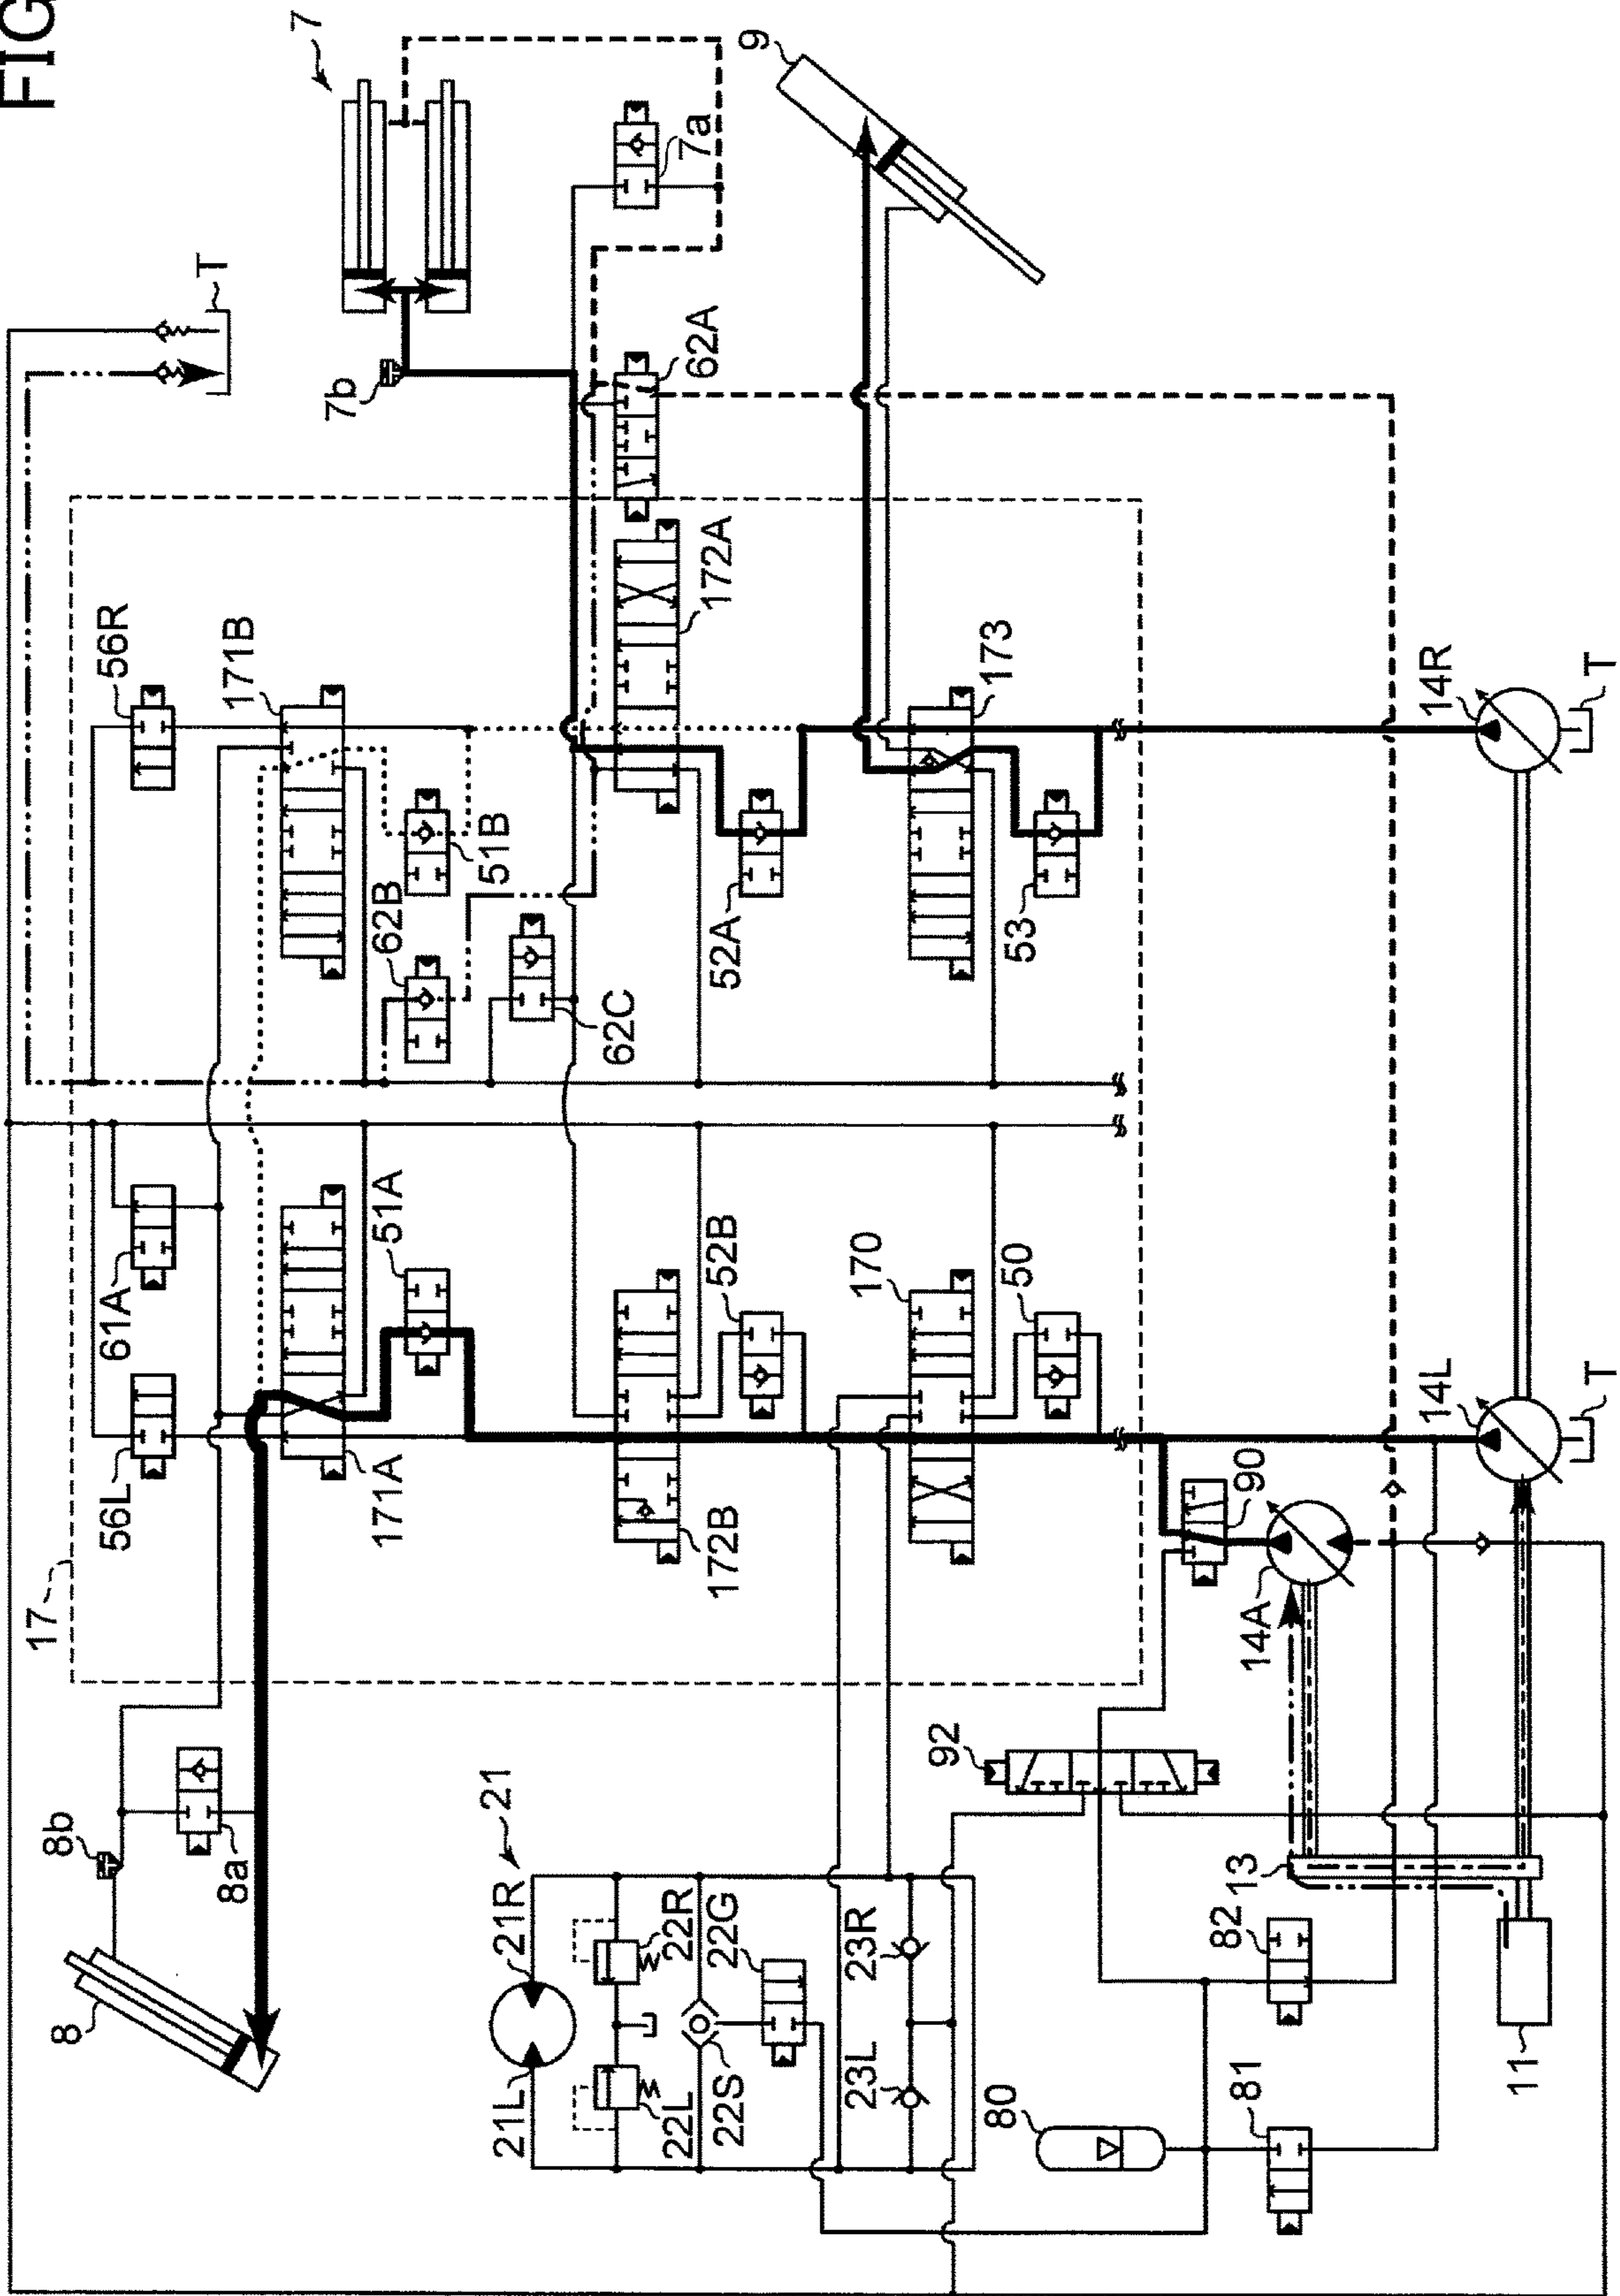 FIG
7
9
T
7a
7b
62A
56R
171B
172A
173
14R
T
51B
62B
62C
52A
53
61A
51A
52B
170
50
56L
171A
172B
14L
T
90
14A
17
92
8b
8a
8
21
21R
22R
22G
23R
82
13
21L
22L
22S
23L
80
81
11